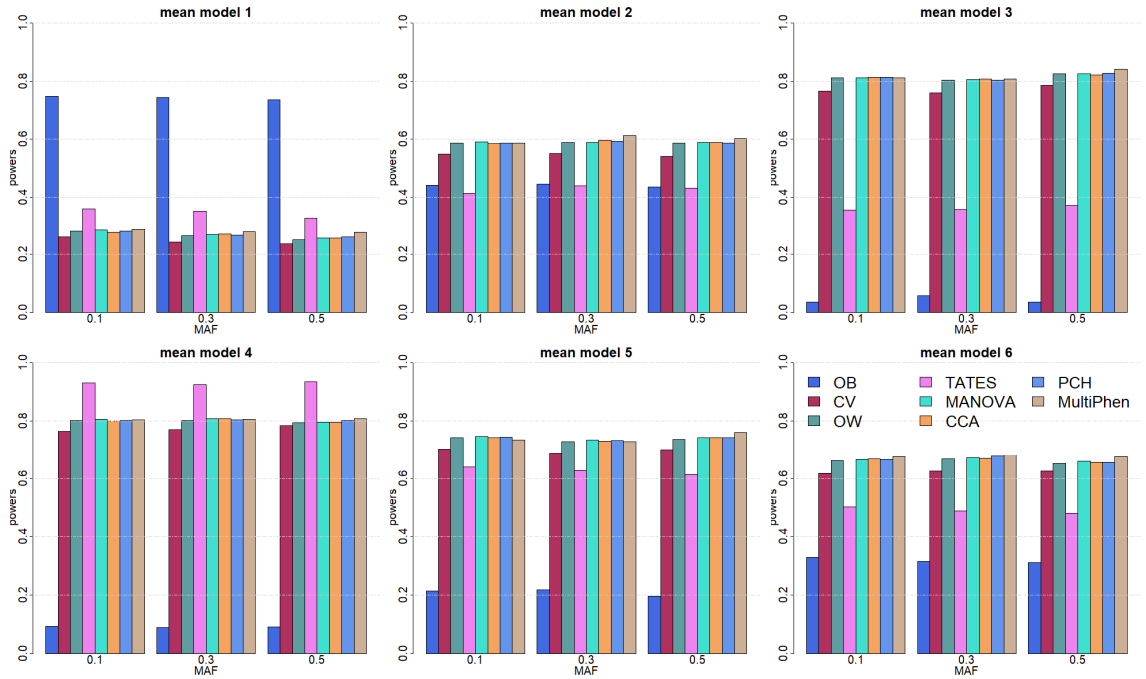 mean model 1
powers
0.0 0.2 0.4 0.6 0.8 1.0
0.1 0.3 0.5
MAF
mean model 2
powers
0.0 0.2 0.4 0.6 0.8 1.0
0.1 0.3 0.5
MAF
mean model 3
powers
0.0 0.2 0.4 0.6 0.8 1.0
0.1 0.3 0.5
MAF
mean model 4
powers
0.0 0.2 0.4 0.6 0.8 1.0
0.1 0.3 0.5
MAF
mean model 5
powers
0.0 0.2 0.4 0.6 0.8 1.0
0.1 0.3 0.5
MAF
mean model 6
OB TATES PCH
CV MANOVA MultiPhen
OW CCA
powers
0.0 0.2 0.4 0.6 0.8 1.0
0.1 0.3 0.5
MAF